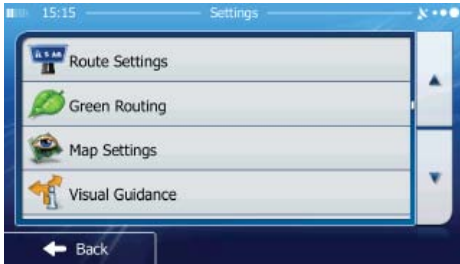 15:15
Settings
Route Settings
Green Routing
Map Settings
Visual Guidance
Back